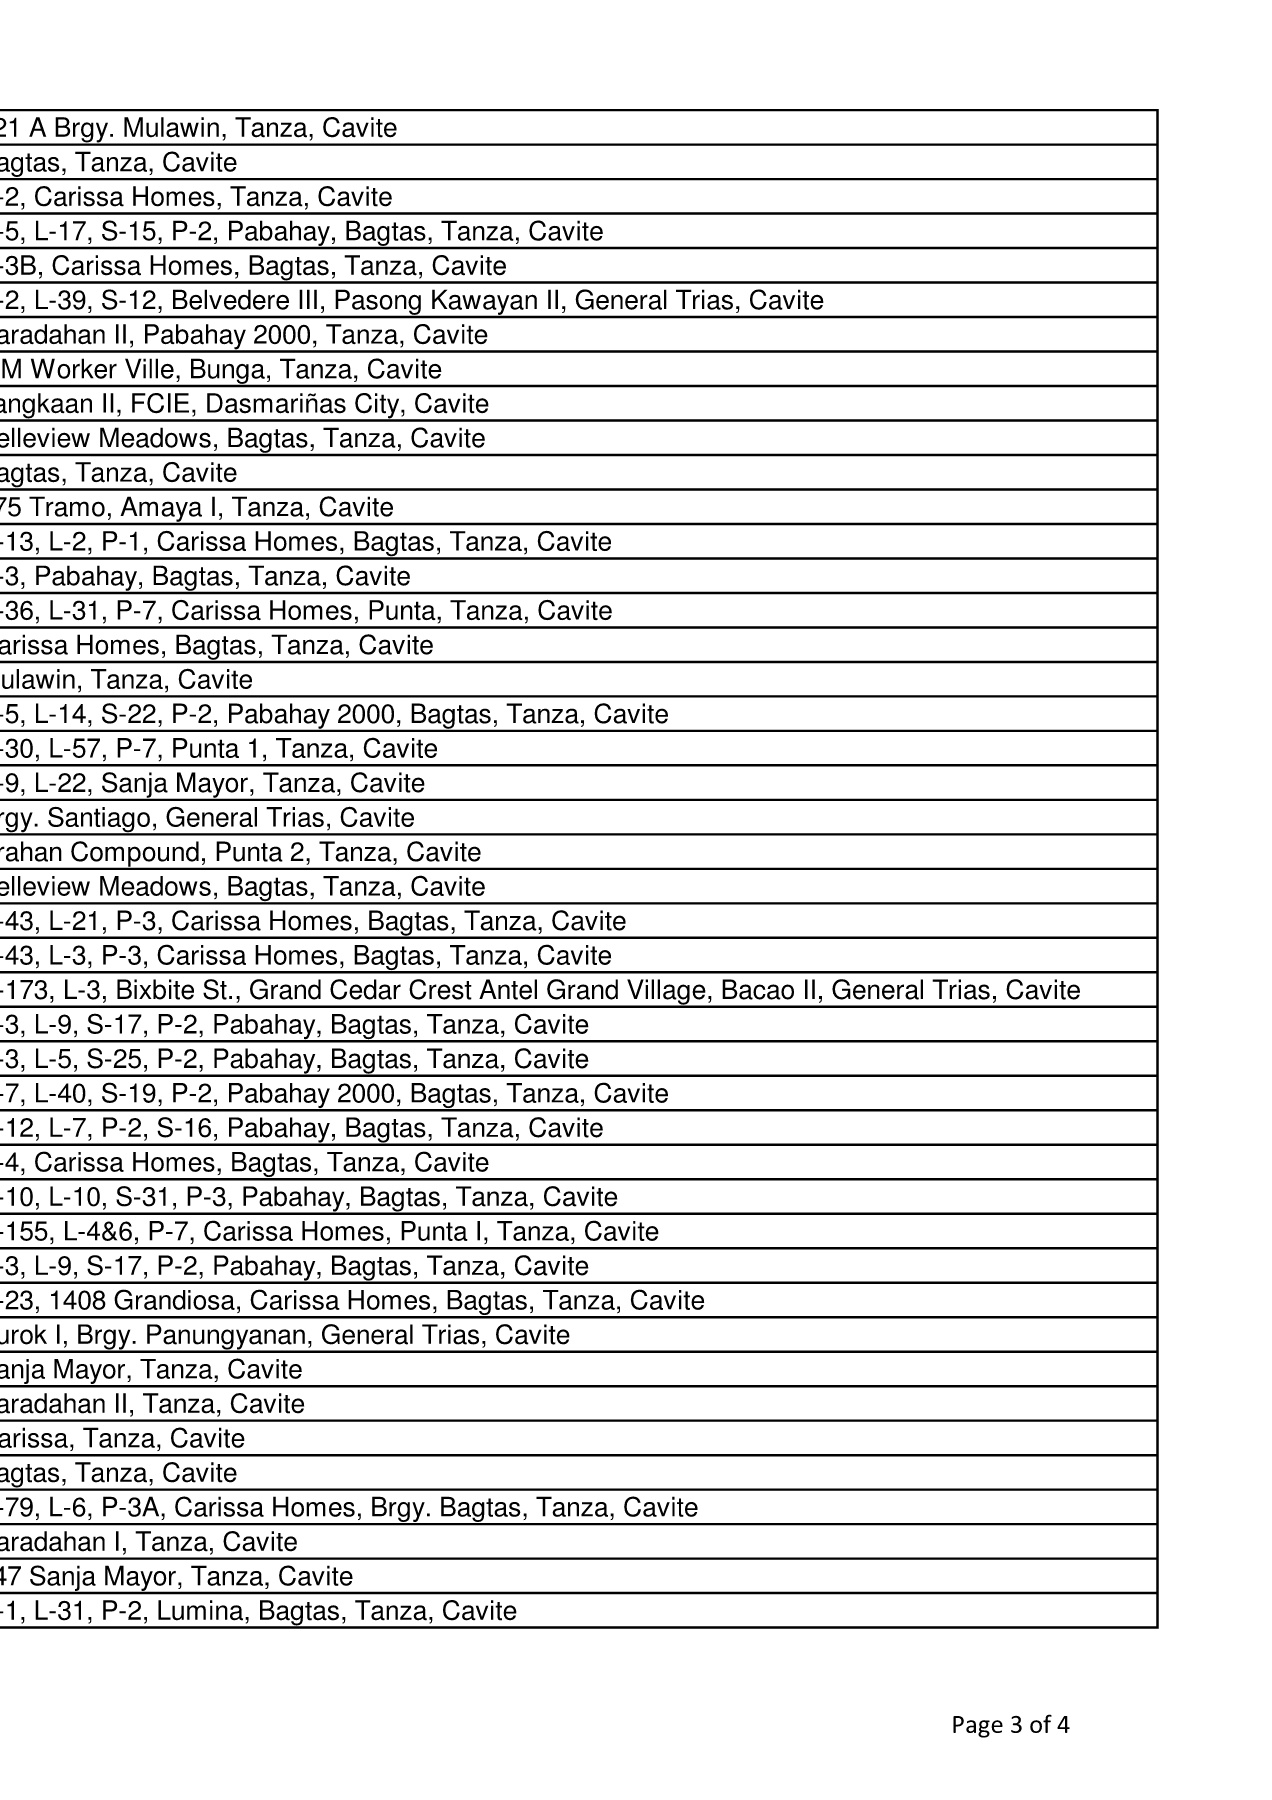 21 A Brgy. Mulawin, Tanza, Cavite
agtas, Tanza, Cavite
-2, Carissa Homes, Tanza, Cavite
-5, L-17, S-15, P-2, Pabahay, Bagtas, Tanza, Cavite
-3B, Carissa Homes, Bagtas, Tanza, Cavite
-2, L-39, S-12, Belvedere III, Pasong Kawayan II, General Trias, Cavite
aradahan II, Pabahay 2000, Tanza, Cavite
M Worker Ville, Bunga, Tanza, Cavite
angkaan II, FCIE, Dasmariñas City, Cavite
elleview Meadows, Bagtas, Tanza, Cavite
agtas, Tanza, Cavite
75 Tramo, Amaya I, Tanza, Cavite
-13, L-2, P-1, Carissa Homes, Bagtas, Tanza, Cavite
-3, Pabahay, Bagtas, Tanza, Cavite
-36, L-31, P-7, Carissa Homes, Punta, Tanza, Cavite
arissa Homes, Bagtas, Tanza, Cavite
ulawin, Tanza, Cavite
-5, L-14, S-22, P-2, Pabahay 2000, Bagtas, Tanza, Cavite
-30, L-57, P-7, Punta 1, Tanza, Cavite
-9, L-22, Sanja Mayor, Tanza, Cavite
rgy. Santiago, General Trias, Cavite
rahan Compound, Punta 2, Tanza, Cavite
elleview Meadows, Bagtas, Tanza, Cavite
-43, L-21, P-3, Carissa Homes, Bagtas, Tanza, Cavite
-43, L-3, P-3, Carissa Homes, Bagtas, Tanza, Cavite
-173, L-3, Bixbite St., Grand Cedar Crest Antel Grand Village, Bacao II, General Trias, Cavite
-3, L-9, S-17, P-2, Pabahay, Bagtas, Tanza, Cavite
-3, L-5, S-25, P-2, Pabahay, Bagtas, Tanza, Cavite
-7, L-40, S-19, P-2, Pabahay 2000, Bagtas, Tanza, Cavite
-12, L-7, P-2, S-16, Pabahay, Bagtas, Tanza, Cavite
-4, Carissa Homes, Bagtas, Tanza, Cavite
-10, L-10, S-31, P-3, Pabahay, Bagtas, Tanza, Cavite
-155, L-4&6, P-7, Carissa Homes, Punta I, Tanza, Cavite
-3, L-9, S-17, P-2, Pabahay, Bagtas, Tanza, Cavite
-23, 1408 Grandiosa, Carissa Homes, Bagtas, Tanza, Cavite
urok I, Brgy. Panungyanan, General Trias, Cavite
anja Mayor, Tanza, Cavite
aradahan II, Tanza, Cavite
arissa, Tanza, Cavite
agtas, Tanza, Cavite
-79, L-6, P-3A, Carissa Homes, Brgy. Bagtas, Tanza, Cavite
aradahan I, Tanza, Cavite
47 Sanja Mayor, Tanza, Cavite
-1, L-31, P-2, Lumina, Bagtas, Tanza, Cavite
Page 3 of 4